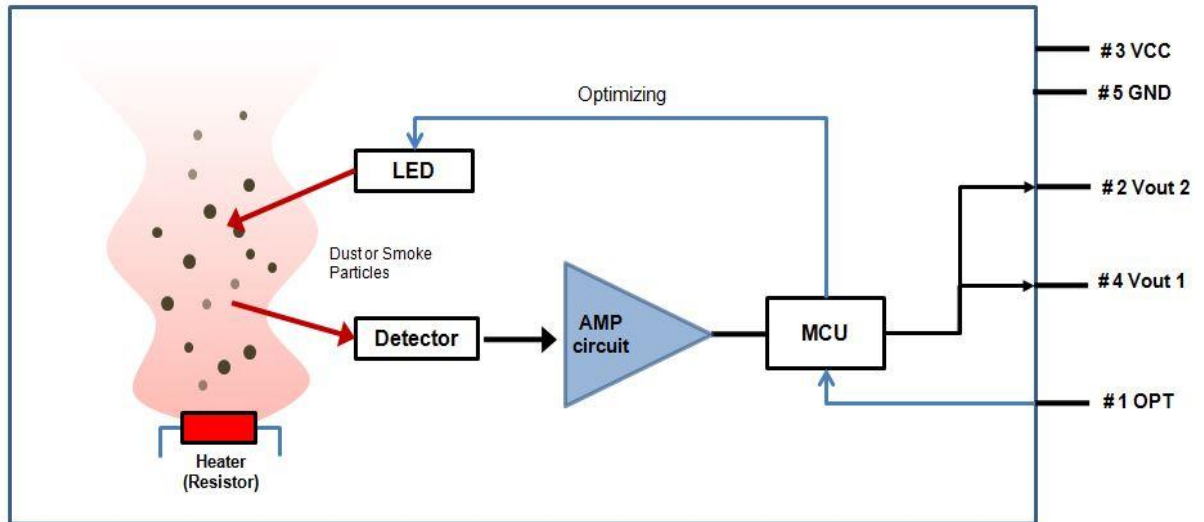 #3 VCC
#5 GND
Optimizing
LED
#2 Vout 2
Dust or Smoke
Particles
#4 Vout 1
AMP
circuit
MCU
Detector
#1 OPT
Heater
(Resistor)